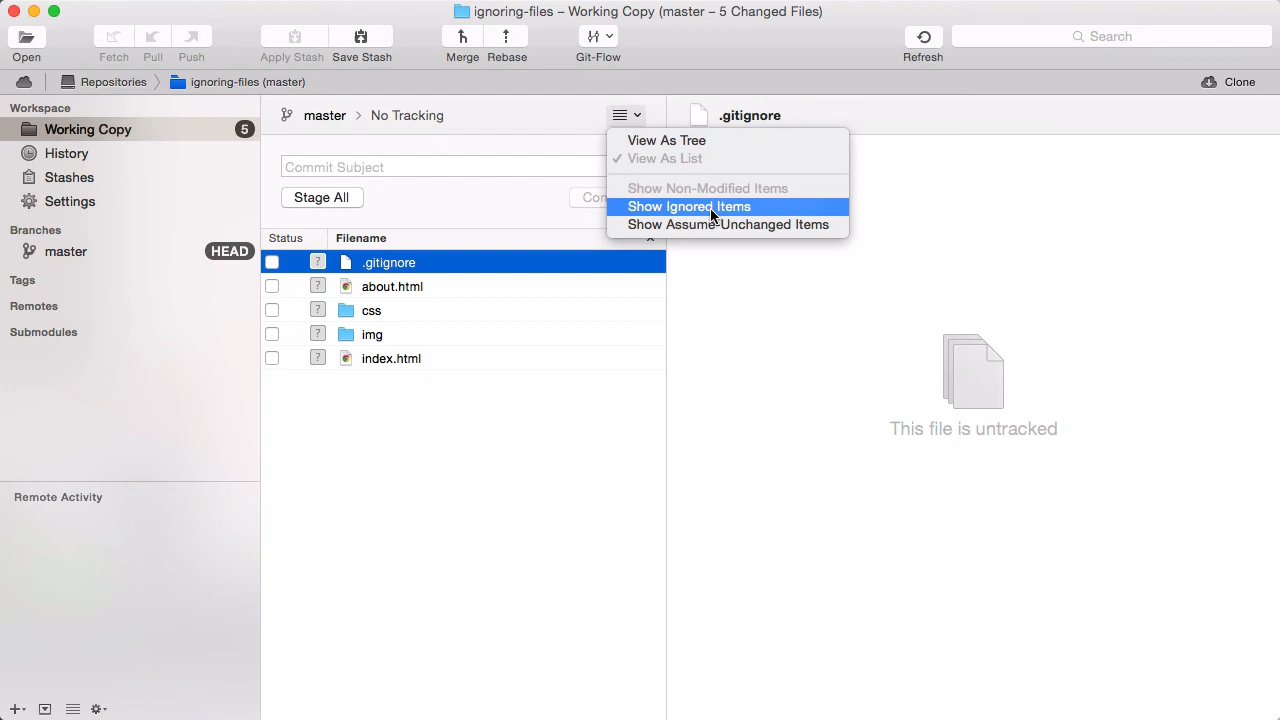 ignoring-files – Working Copy (master – 5 Changed Files)
Open
Fetch
Pull
Push
Apply Stash
Save Stash
Merge
Rebase
Git-Flow
Refresh
Search
Repositories
ignoring-files (master)
Clone
Workspace
Working Copy
5
History
Stashes
Settings
Branches
master
HEAD
Tags
Remotes
Submodules
Remote Activity
master
No Tracking
Commit Subject
Stage All
Status
Filename
? .gitignore
? about.html
? css
? img
? index.html
View As Tree
✓ View As List
Show Non-Modified Items
Show Ignored Items
Show Assume-Unchanged Items
.gitignore
This file is untracked